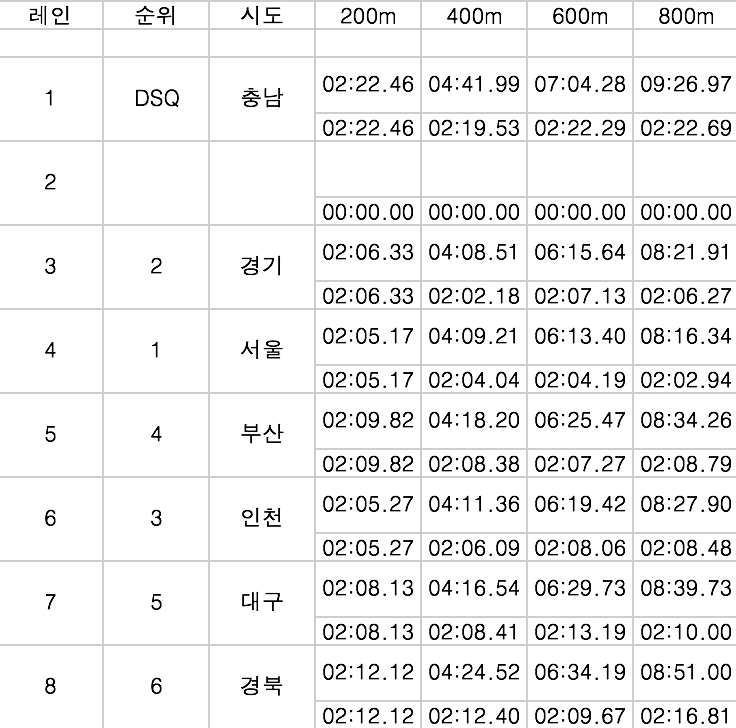 레인 순위 시도 200m 400m 600m 800m
02:22.46 04:41.99 07:04.28 09:26.97
1 DSQ 충남
02:22.46 02:19.53 02:22.29 02:22.69
2
00:00.00 00:00.00 00:00.00 00:00.00
02:06.33 04:08.51 06:15.64 08:21.91
3 2 경기
02:06.33 02:02.18 02:07.13 02:06.27
02:05.17 04:09.21 06:13.40 08:16.34
4 1 서울
02:05.17 02:04.04 02:04.19 02:02.94
02:09.82 04:18.20 06:25.47 08:34.26
5 4 부산
02:09.82 02:08.38 02:07.27 02:08.79
02:05.27 04:11.36 06:19.42 08:27.90
6 3 인천
02:05.27 02:06.09 02:08.06 02:08.48
02:08.13 04:16.54 06:29.73 08:39.73
7 5 대구
02:08.13 02:08.41 02:13.19 02:10.00
02:12.12 04:24.52 06:34.19 08:51.00
8 6 경북
02:12.12 02:12.40 02:09.67 02:16.81